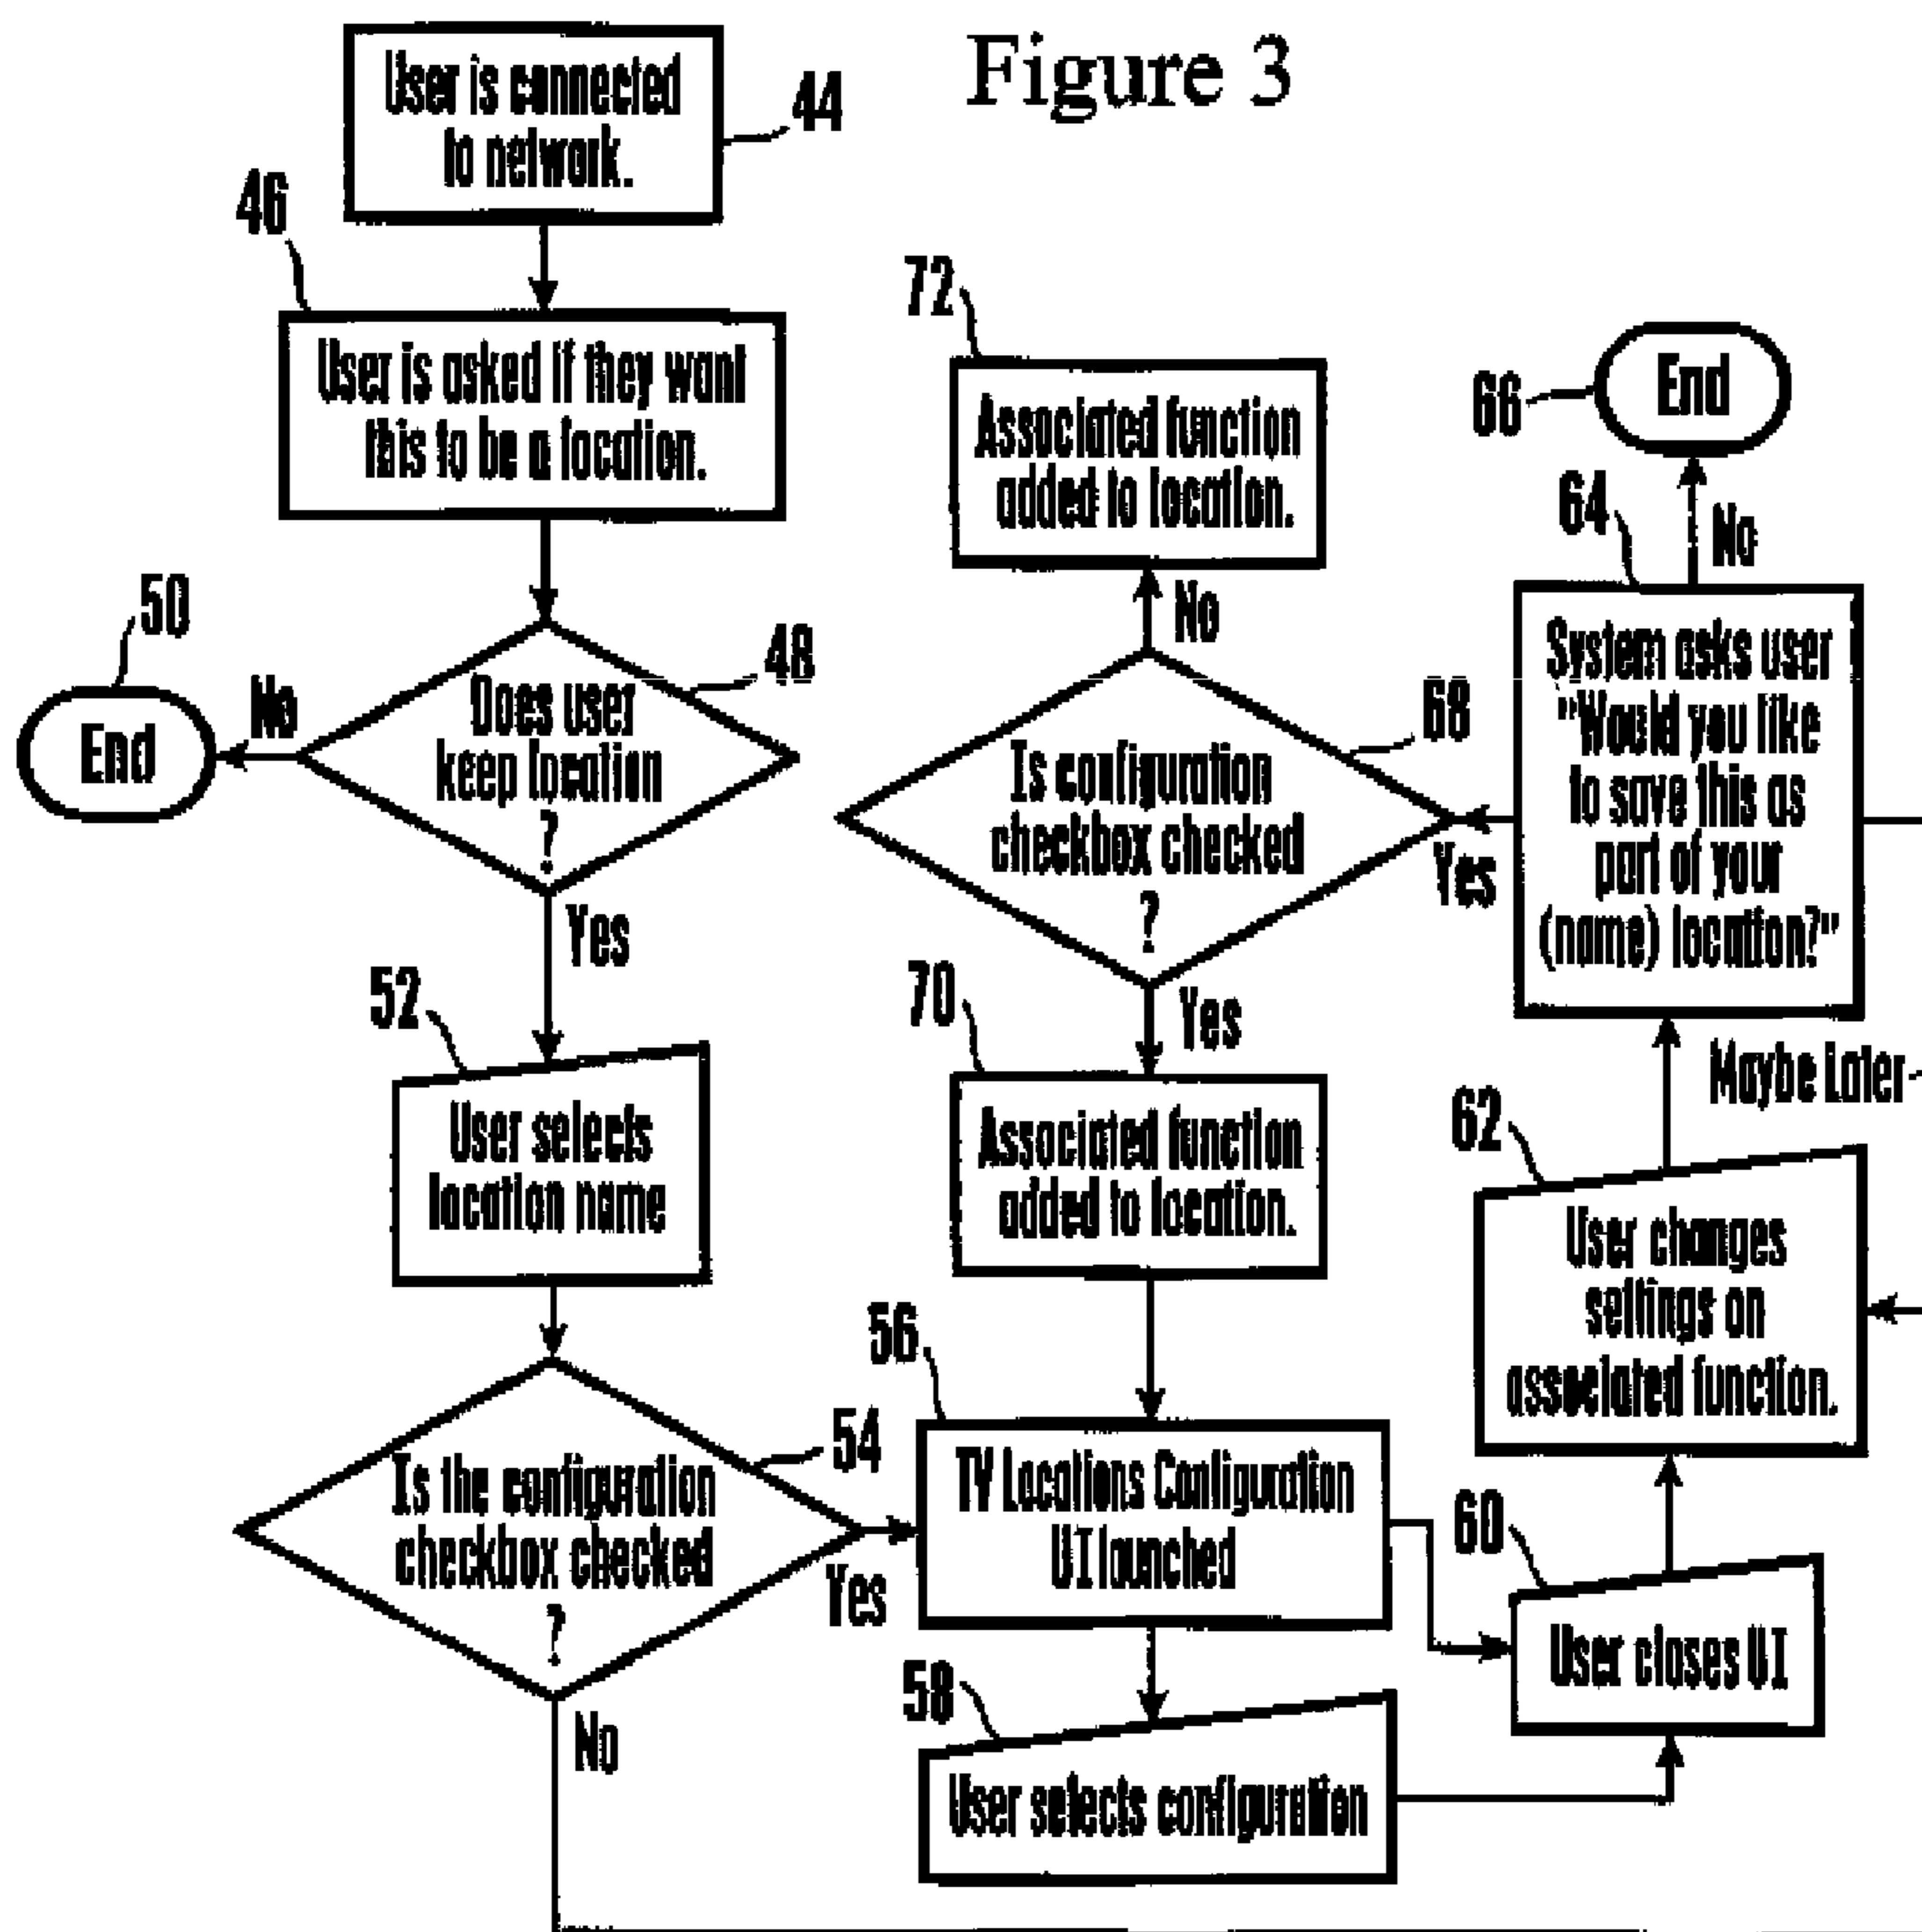 Figure 3
User is connected
to network.
44
46
User is asked if they want
this to be a location.
48
Does user
keep location
?
No
50
End
Yes
52
User selects
location name
54
Is the configuration
checkbox checked
?
Yes
No
56
TV Locations Configuration
UI launched
58
User selects configuration
60
User closes UI
62
User changes
settings on
associated function.
Maybe Later
64
System asks user
"Would you like
to save this as
part of your
(name) location?"
No
66
End
Yes
68
Is configuration
checkbox checked
?
No
72
Associated function
added to location.
Yes
70
Associated function
added to location.